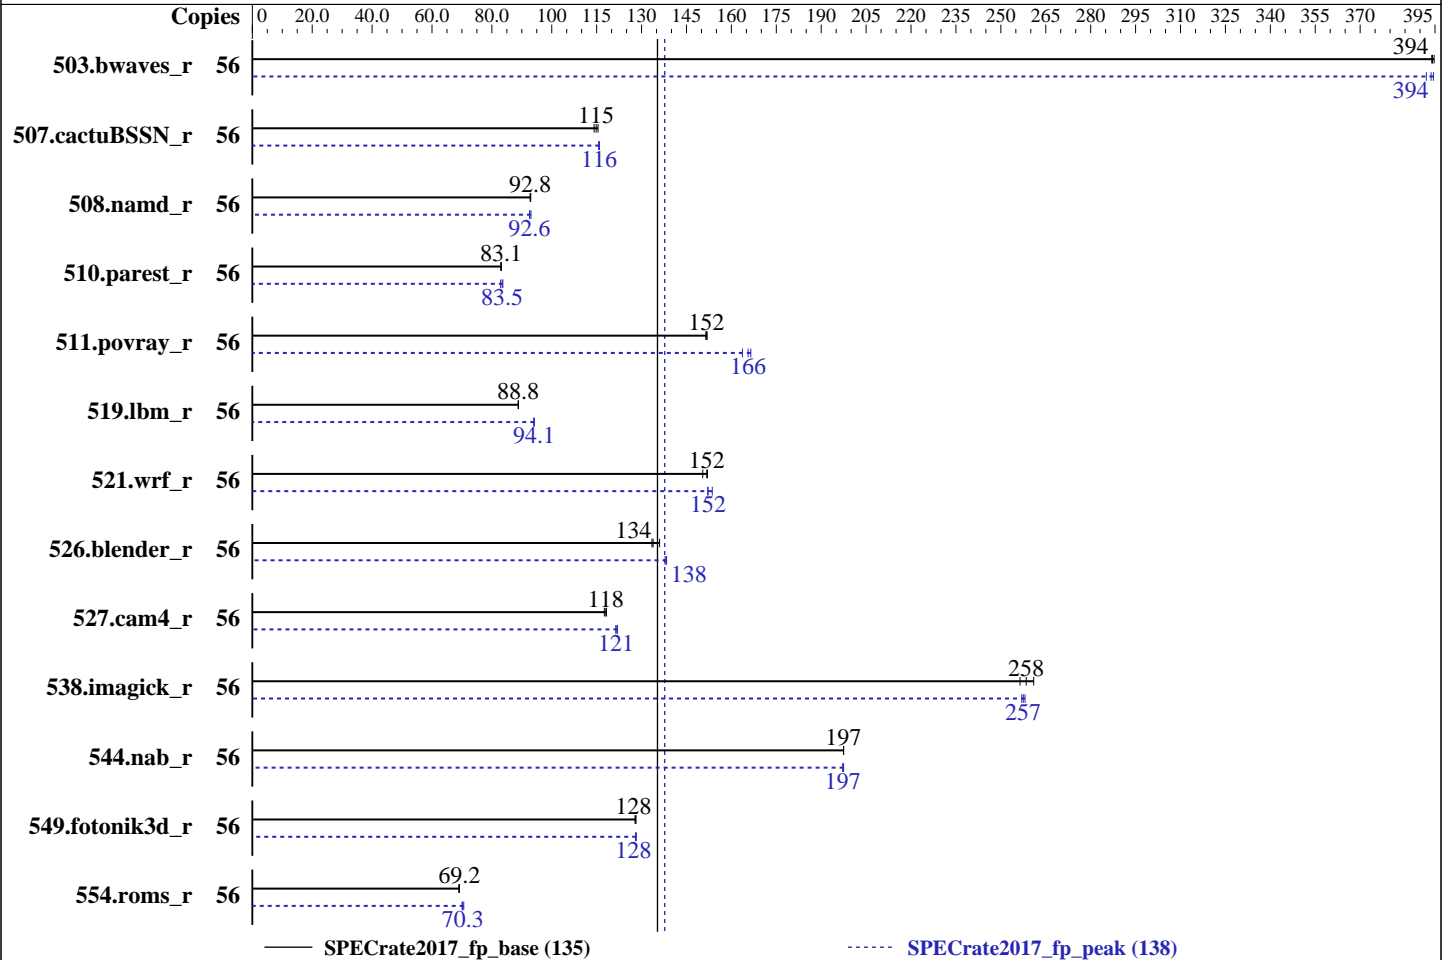 Copies 0 20.0 40.0 60.0 80.0 100 115 130 145 160 175 190 205 220 235 250 265 280 295 310 325 340 355 370 395
394
503.bwaves_r 56
394
115
507.cactuBSSN_r 56
116
92.8
508.namd_r 56
92.6
83.1
510.parest_r 56
83.5
152
511.povray_r 56
166
88.8
519.lbm_r 56
94.1
152
521.wrf_r 56
152
134
526.blender_r 56
138
118
527.cam4_r 56
121
258
538.imagick_r 56
257
197
544.nab_r 56
197
128
549.fotonik3d_r 56
128
69.2
554.roms_r 56
70.3
SPECrate2017_fp_base (135) SPECrate2017_fp_peak (138)